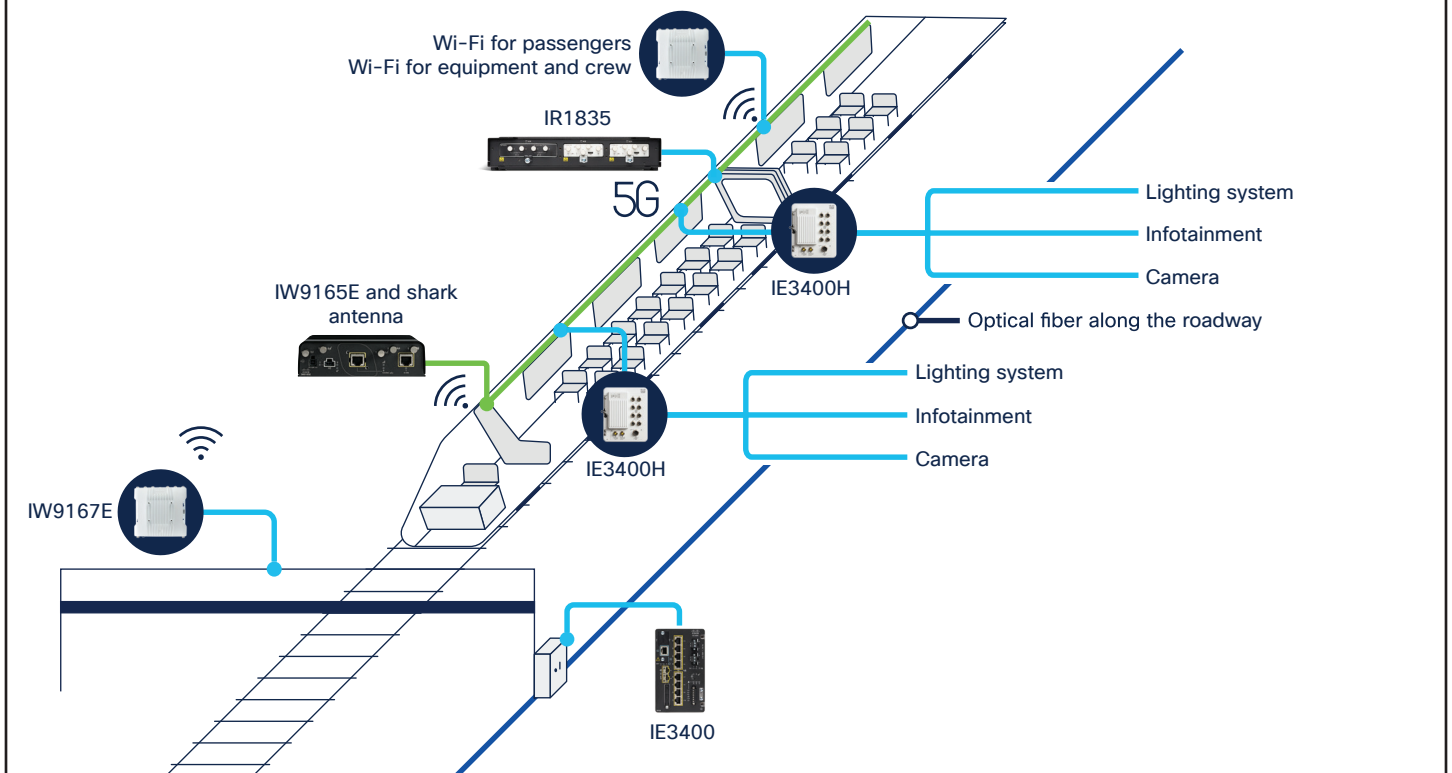 Wi-Fi for passengers
Wi-Fi for equipment and crew
IR1835
5G
Lighting system
Infotainment
Camera
IE3400H
IW9165E and shark
antenna
Optical fiber along the roadway
Lighting system
Infotainment
Camera
IE3400H
IW9167E
IE3400